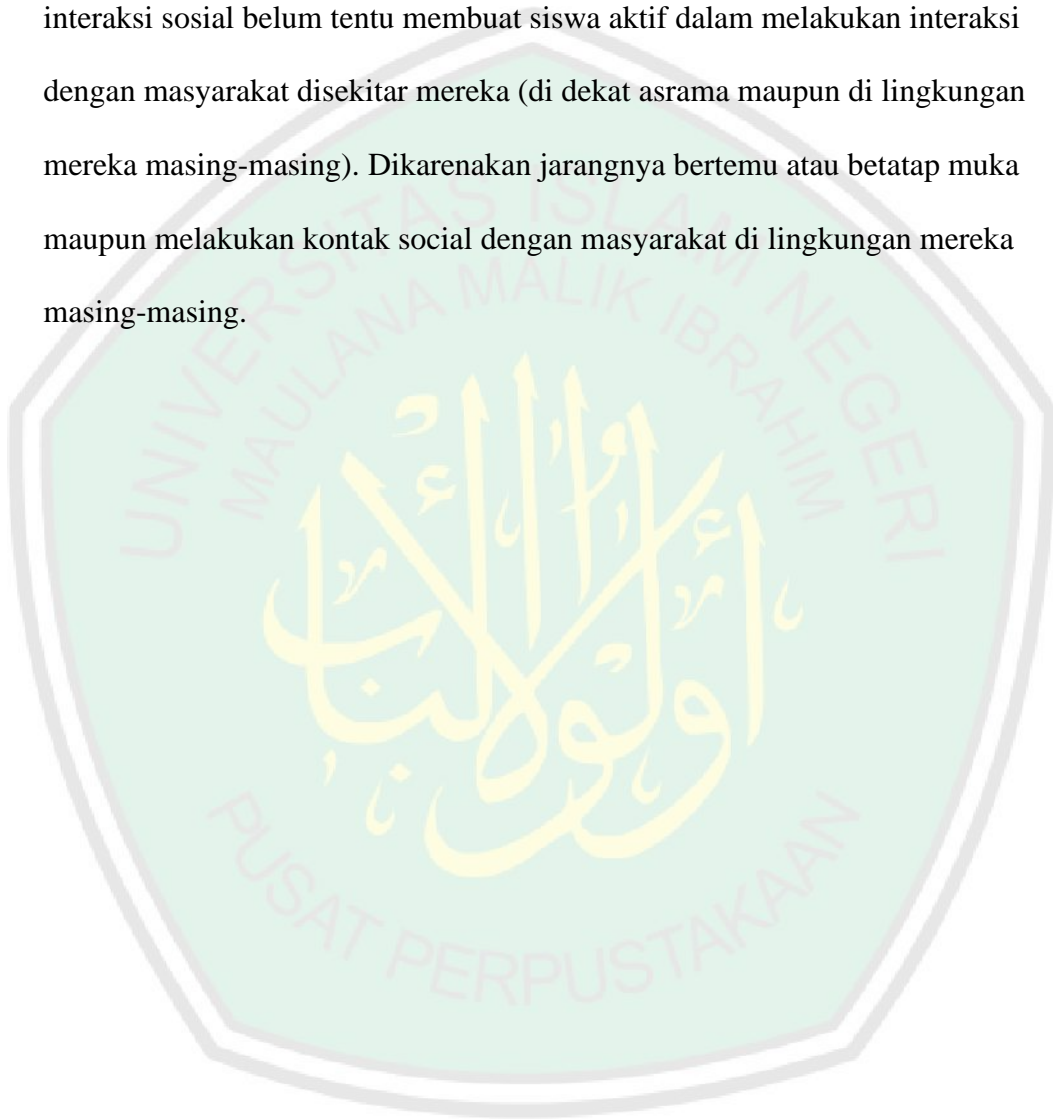 interaksi sosial belum tentu membuat siswa aktif dalam melakukan interaksi
dengan masyarakat disekitar mereka (di dekat asrama maupun di lingkungan
mereka masing-masing). Dikarenakan jarangnya bertemu atau betatap muka
maupun melakukan kontak social dengan masyarakat di lingkungan mereka
masing-masing.
UNIVERSITAS ISLAM NEGERI
MAULANA MALIK IBRAHIM
أولوا الألباب
PUSAT PERPUSTAKAAN